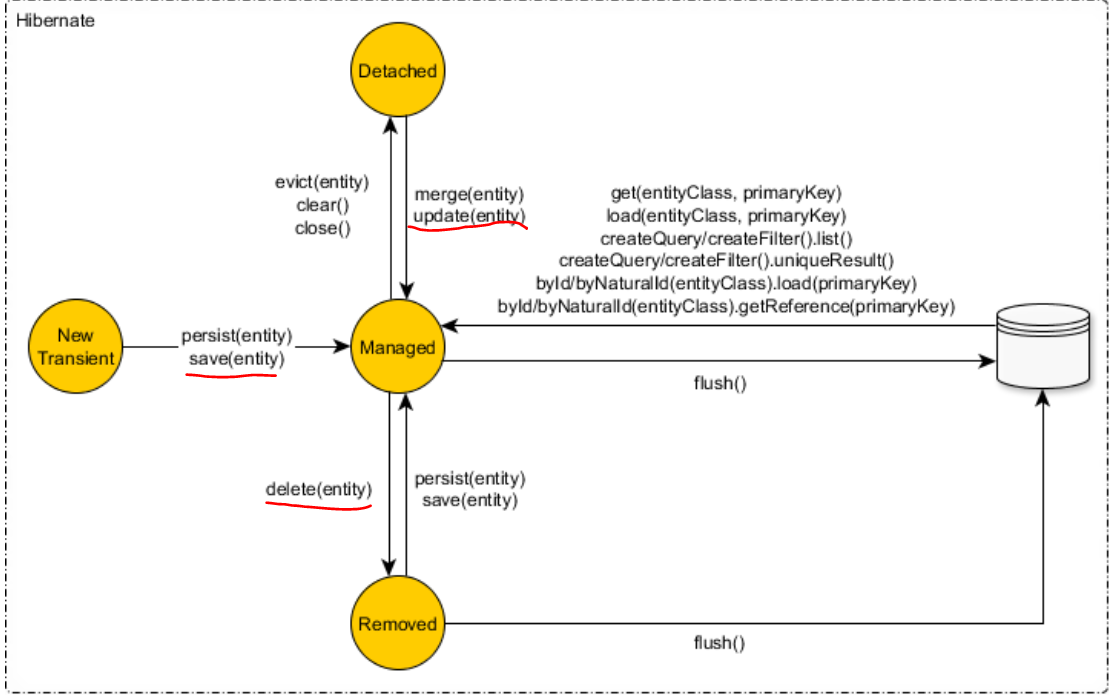 Hibernate
Detached
evict(entity)
clear()
close()
merge(entity)
update(entity)
get(entityClass, primaryKey)
load(entityClass, primaryKey)
createQuery/createFilter().list()
createQuery/createFilter().uniqueResult()
byId/byNaturalId(entityClass).load(primaryKey)
byId/byNaturalId(entityClass).getReference(primaryKey)
New
Transient
persist(entity)
save(entity)
Managed
flush()
delete(entity)
persist(entity)
save(entity)
Removed
flush()